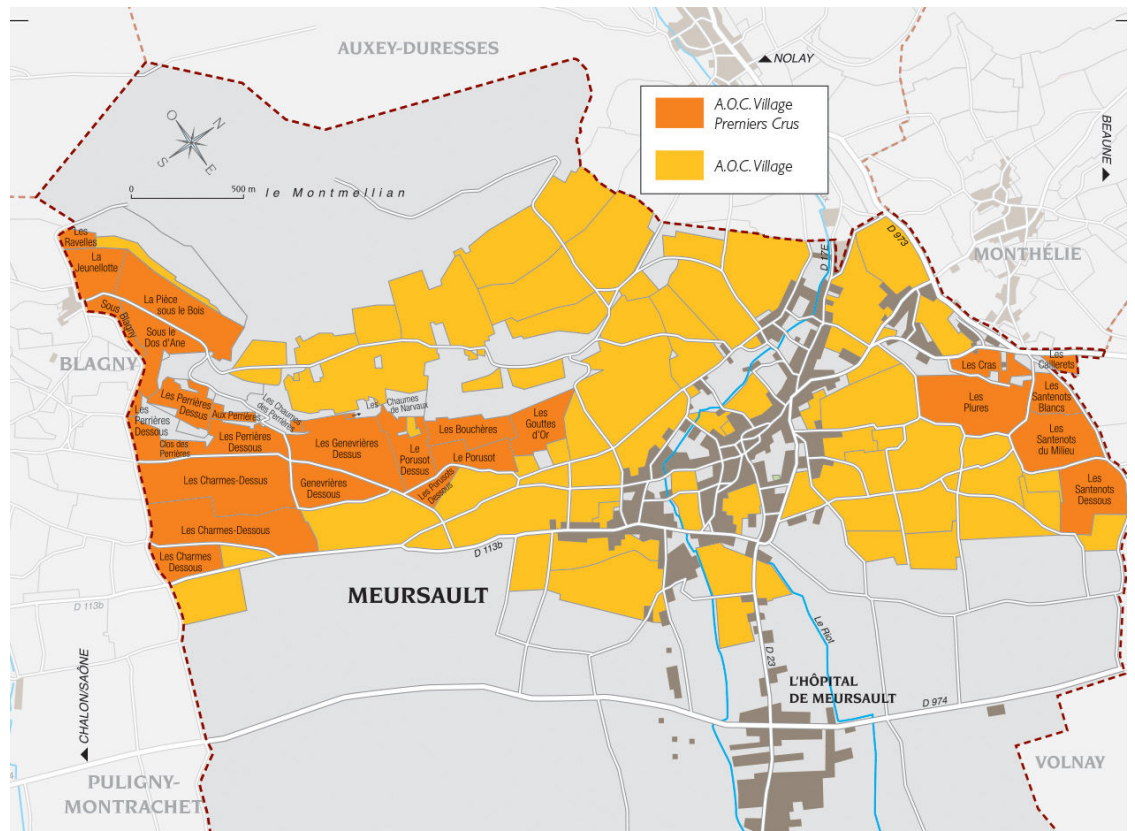 AUXEY-DURESSES
NOLAY
A.O.C. Village
Premiers Crus
A.O.C. Village
BEAUNE
O
N
S
E
0
500 m
le Montmellian
D 973
D 17E
MONTHÉLIE
Les
Ravelles
La
Jeunellotte
La Pièce
sous le Bois
Sous Blagny
Sous le
Dos d'Ane
BLAGNY
Les Cras
Les
Caillerets
Les
Plures
Les
Santenots
Blancs
Les
Santenots
du Milieu
Les
Santenots
Dessous
Les Perrières
Dessus
Aux Perrières
Les Chaumes
des Perrières
Les Chaumes
de Narvaux
Les
Perrières
Dessous
Clos des
Perrières
Les Perrières
Dessous
Les Genevrières
Dessus
Le
Porusot
Dessus
Les Bouchères
Le Porusot
Les
Gouttes
d'Or
Les Porusots
Dessous
Les Charmes-Dessus
Genevrières
Dessous
Les Charmes-Dessous
Les Charmes
Dessous
D 113b
D 113b
MEURSAULT
Le Riot
D 23
L'HÔPITAL
DE MEURSAULT
D 974
CHALON/SAÔNE
PULIGNY-
MONTRACHET
VOLNAY